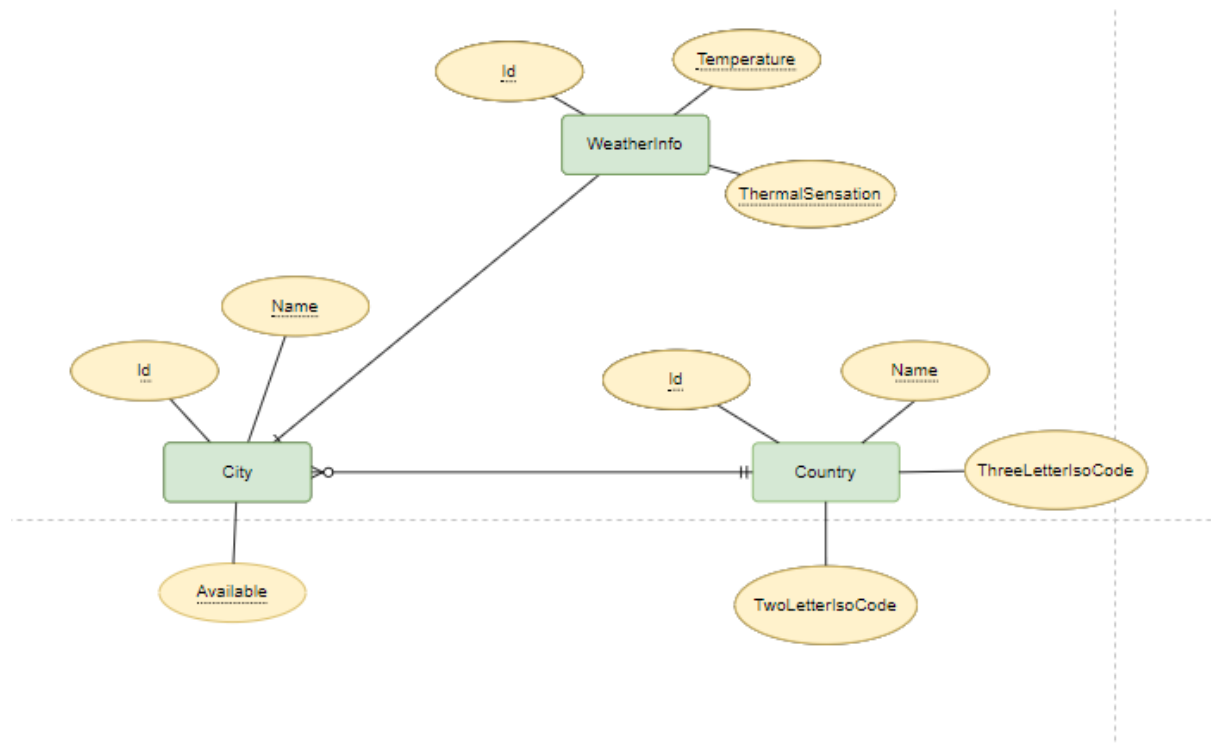 Temperature
Id
WeatherInfo
ThermalSensation
Name
Id
Id
Name
City
Country
ThreeLetterIsoCode
Available
TwoLetterIsoCode